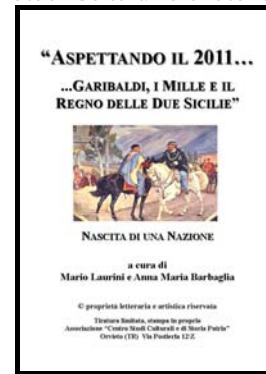 “ASPETTANDO IL 2011…
…GARIBALDI, I MILLE E IL
REGNO DELLE DUE SICILIE”
NASCITA DI UNA NAZIONE
a cura di
Mario Laurini e Anna Maria Barbaglia
© proprietà letteraria e artistica riservata
Tiratura limitata, stampa in proprio
Associazione “Centro Studi Culturali e di Storia Patria”
Orvieto (TR) Via Postierla 12/Z